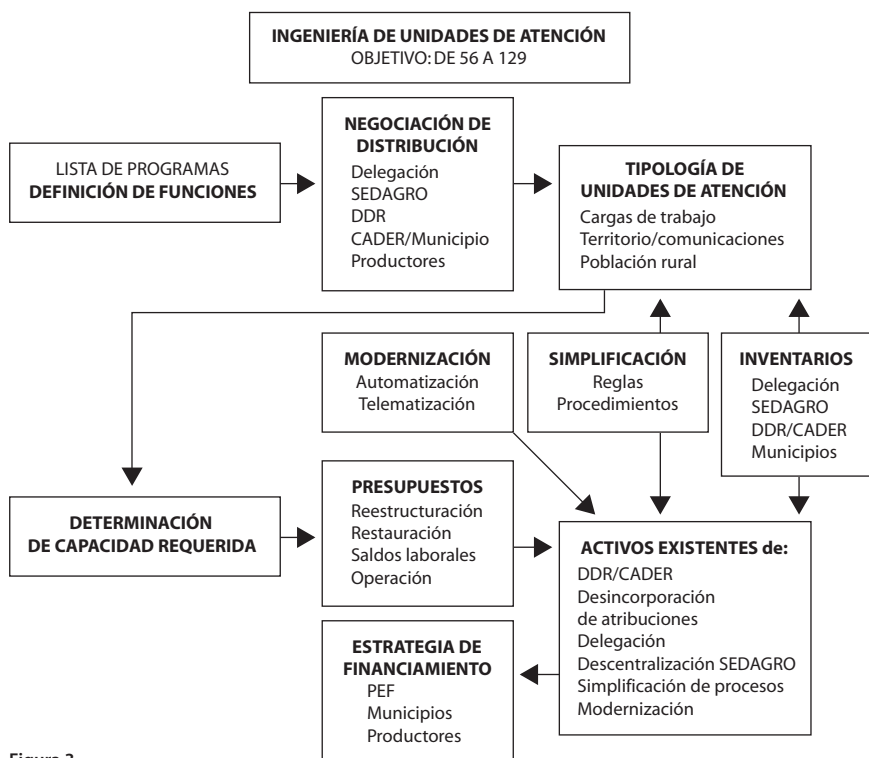 INGENIERÍA DE UNIDADES DE ATENCIÓN
OBJETIVO: DE 56 A 129
LISTA DE PROGRAMAS
DEFINICIÓN DE FUNCIONES
NEGOCIACIÓN DE
DISTRIBUCIÓN
Delegación
SEDAGRO
DDR
CADER/Municipio
Productores
TIPOLOGÍA DE
UNIDADES DE ATENCIÓN
Cargas de trabajo
Territorio/comunicaciones
Población rural
MODERNIZACIÓN
Automatización
Telematización
SIMPLIFICACIÓN
Reglas
Procedimientos
INVENTARIOS
Delegación
SEDAGRO
DDR/CADER
Municipios
DETERMINACIÓN
DE CAPACIDAD REQUERIDA
PRESUPUESTOS
Reestructuración
Restauración
Saldos laborales
Operación
ACTIVOS EXISTENTES de:
DDR/CADER
Desincorporación
de atribuciones
Delegación
Descentralización SEDAGRO
Simplificación de procesos
Modernización
ESTRATEGIA DE
FINANCIAMIENTO
PEF
Municipios
Productores